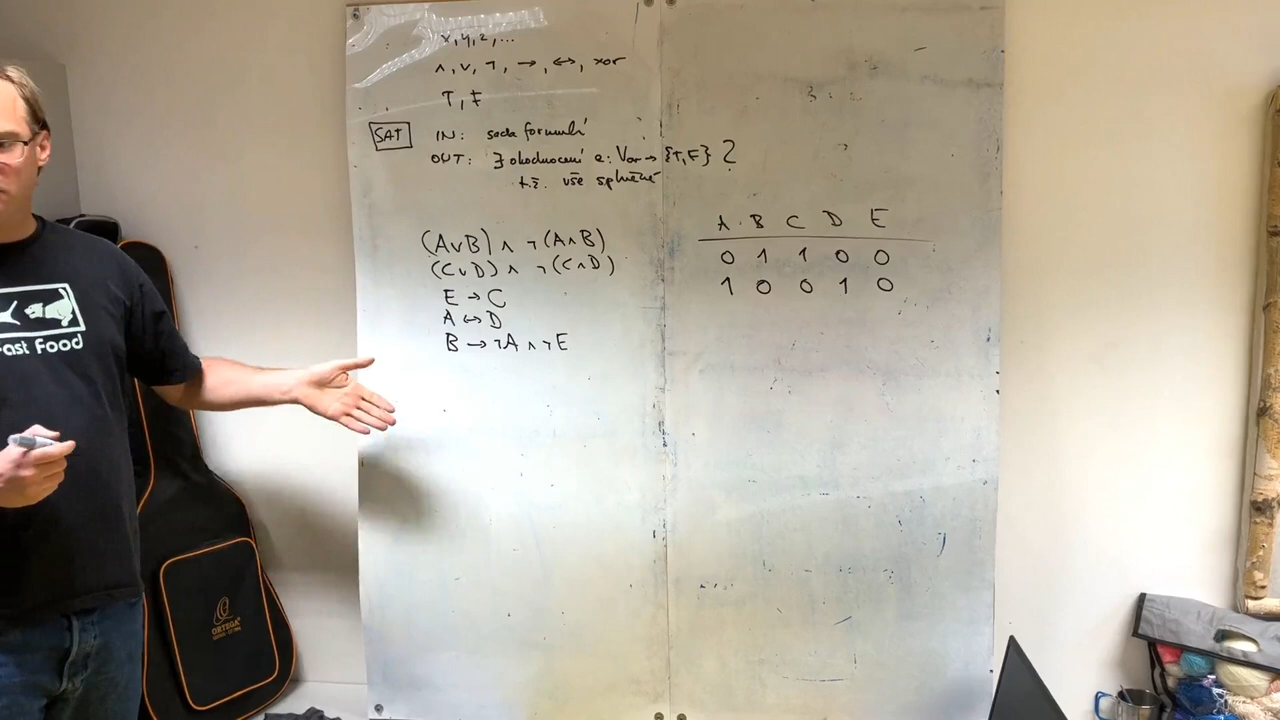 x, y, z, ...
∧, ∨, ¬, →, ↔, xor
T, F
SAT IN: sada formulí
OUT: ∃ ohodnocení e: Var → {T, F} ?
t.ž. vše splněné
(A∨B) ∧ ¬(A∧B)
(C∨D) ∧ ¬(C∧D)
E → C
A ↔ D
B → ¬A ∧ ¬E
A B C D E
0 1 1 0 0
1 0 0 1 0
Fast Food
ORTEGA